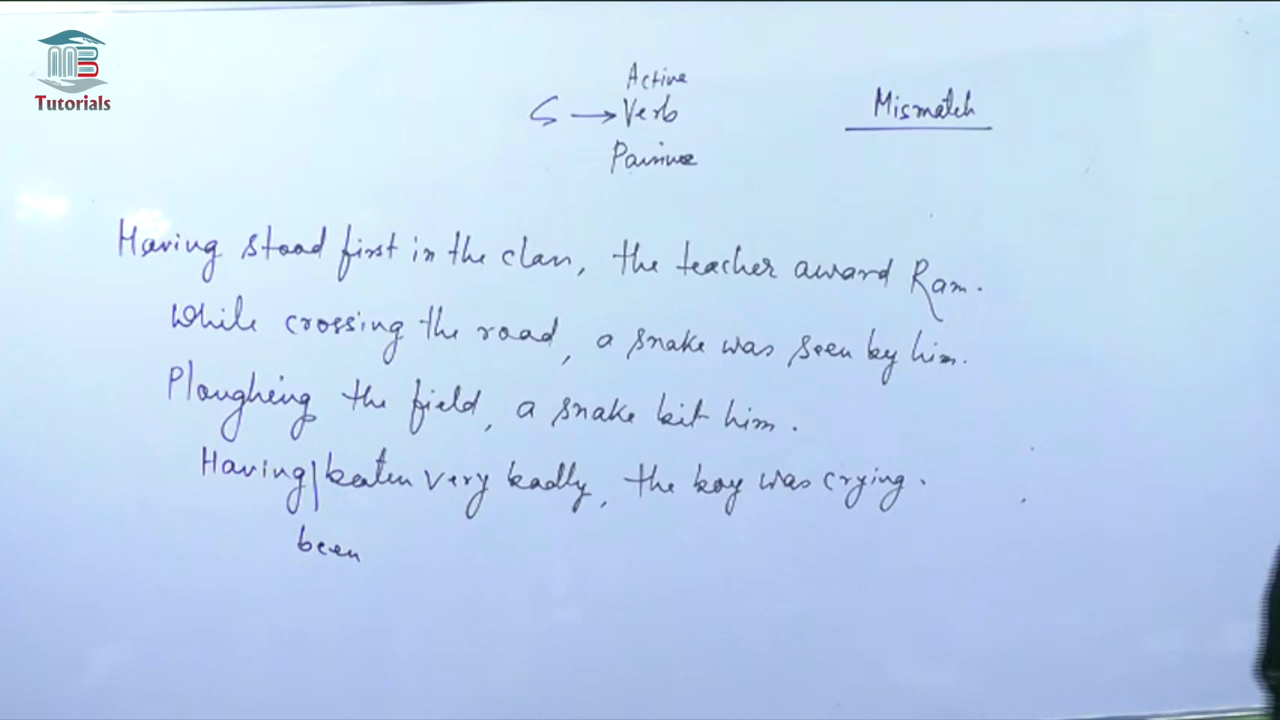 MB
Tutorials
Active
S → Verb
Passive
Mismatch
Having stood first in the class, the teacher award Ram.
While crossing the road, a snake was seen by him.
Ploughing the field, a snake bit him.
Having| beaten very badly, the boy was crying.
been